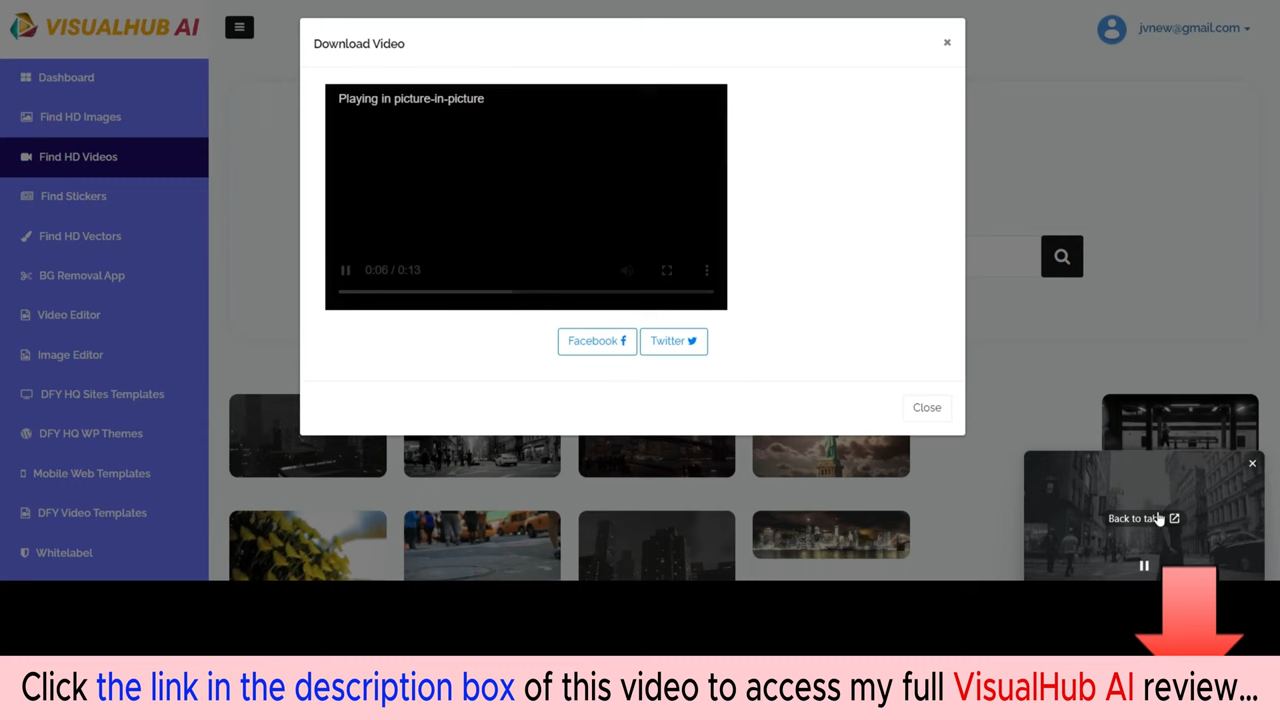 VISUALHUB AI
jvnew@gmail.com
Download Video
×
Dashboard
Find HD Images
Find HD Videos
Find Stickers
Find HD Vectors
BG Removal App
Video Editor
Image Editor
DFY HQ Sites Templates
DFY HQ WP Themes
Mobile Web Templates
DFY Video Templates
Whitelabel
Playing in picture-in-picture
0:06 / 0:13
Facebook
Twitter
Close
Back to tab
Click the link in the description box of this video to access my full VisualHub AI review...